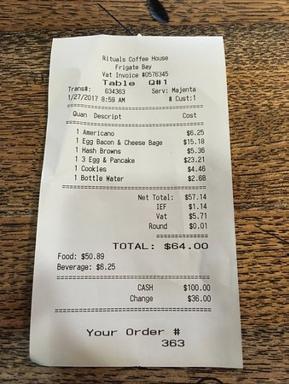 Rituals Coffee House
Frigate Bay
Vat Invoice #0576345
Table Q#1
Trans#: 634363 Serv: Majenta
1/27/2017 8:59 AM # Cust:1
Quan Descript Cost
1 Americano $6.25
1 Egg Bacon & Cheese Bage $15.18
1 Hash Browns $5.36
1 3 Egg & Pancake $23.21
1 Cookies $4.46
1 Bottle Water $2.68
Net Total: $57.14
IEF $1.14
Vat $5.71
Round $0.01
TOTAL: $64.00
Food: $50.89
Beverage: $6.25
CASH $100.00
Change $36.00
Your Order #
363